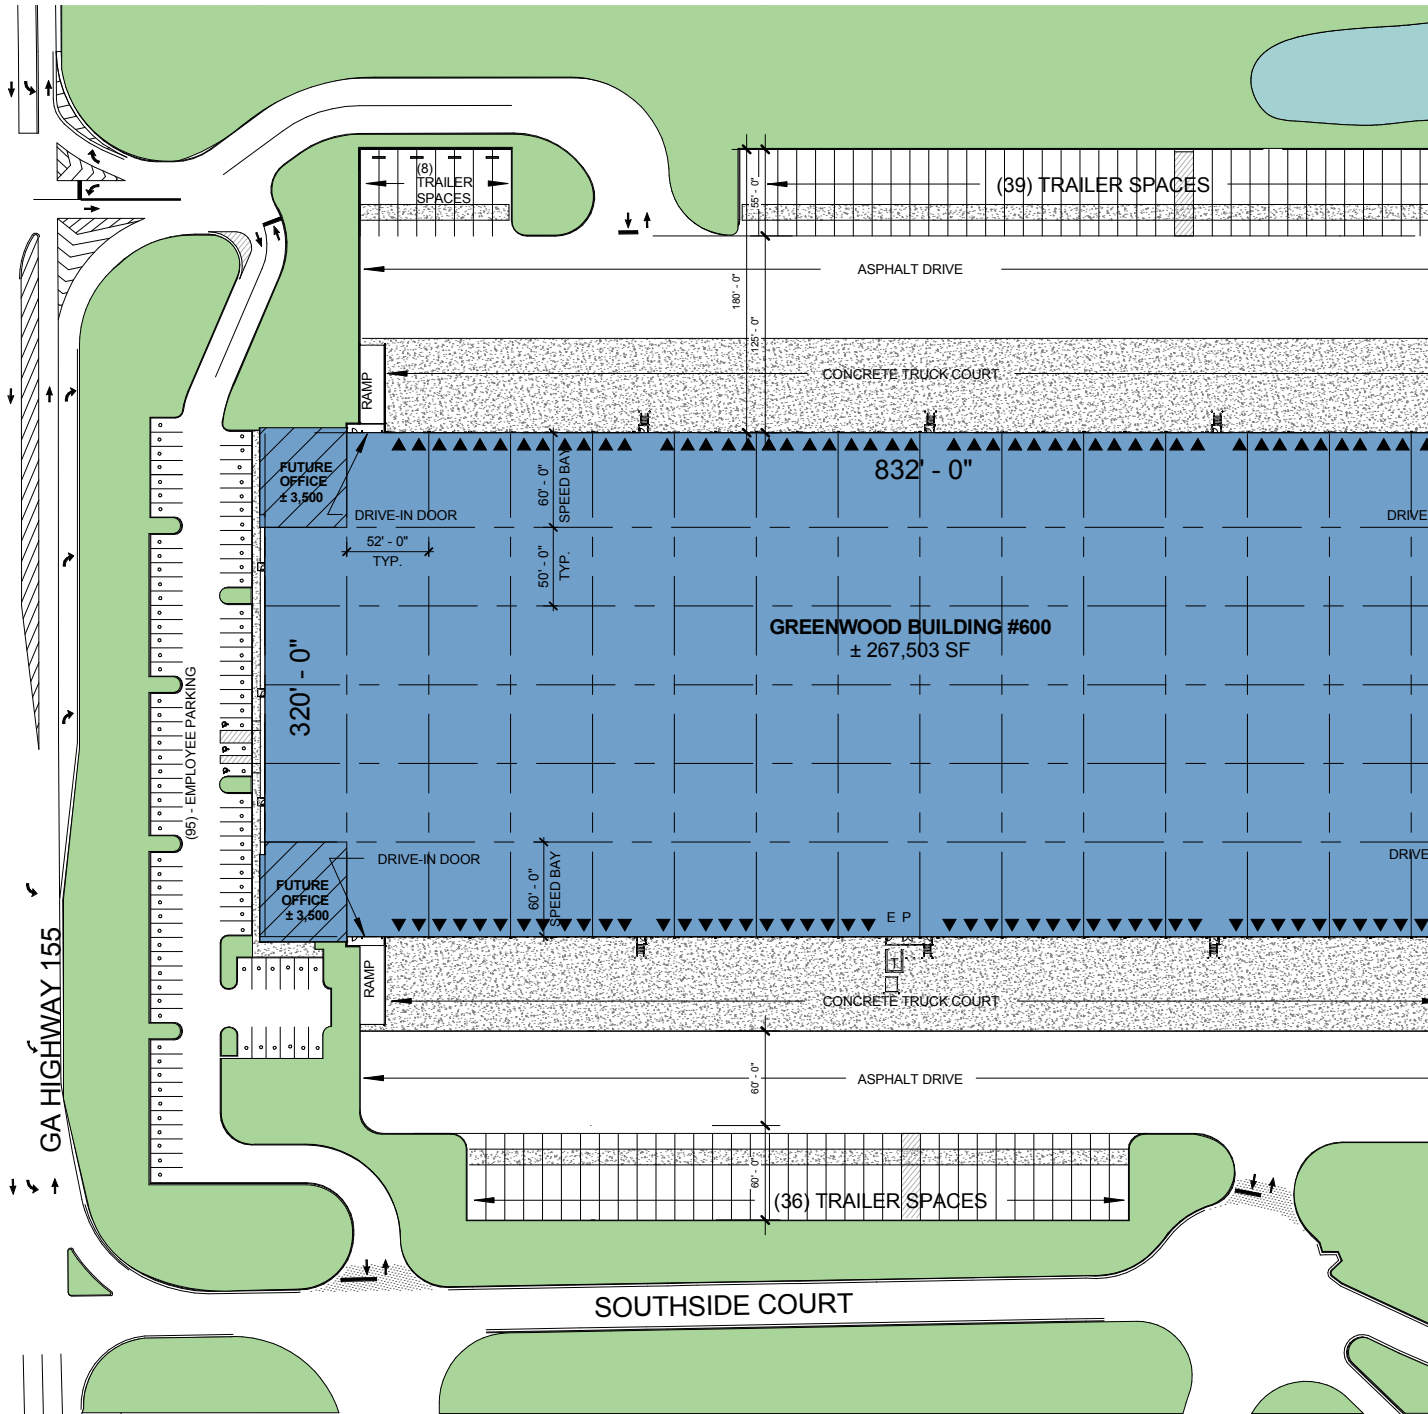 (8)
TRAILER
SPACES
(39) TRAILER SPACES
55' - 0"
ASPHALT DRIVE
180' - 0"
125' - 0"
RAMP
CONCRETE TRUCK COURT
832' - 0"
FUTURE
OFFICE
± 3,500
60' - 0"
SPEED BAY
DRIVE-IN DOOR
DRIVE
52' - 0"
TYP.
50' - 0"
TYP.
GREENWOOD BUILDING #600
± 267,503 SF
320' - 0"
(95) - EMPLOYEE PARKING
DRIVE-IN DOOR
DRIVE
FUTURE
OFFICE
± 3,500
60' - 0"
SPEED BAY
E P
T
RAMP
CONCRETE TRUCK COURT
GA HIGHWAY 155
60' - 0"
ASPHALT DRIVE
60' - 0"
(36) TRAILER SPACES
SOUTHSIDE COURT